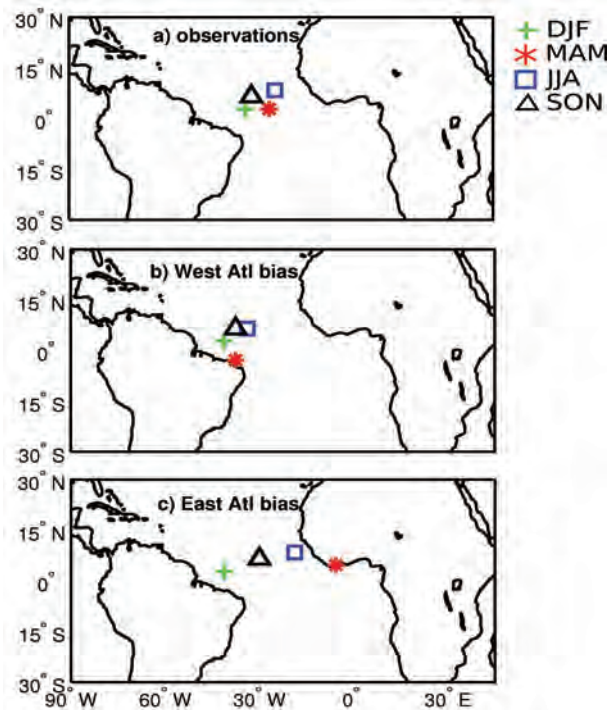 30° N
15° N
0°
15° S
30° S
a) observations
+ DJF
* MAM
□ JJA
△ SON
30° N
15° N
0°
15° S
30° S
b) West Atl bias
30° N
15° N
0°
15° S
30° S
c) East Atl bias
90° W 60° W 30° W 0° 30° E